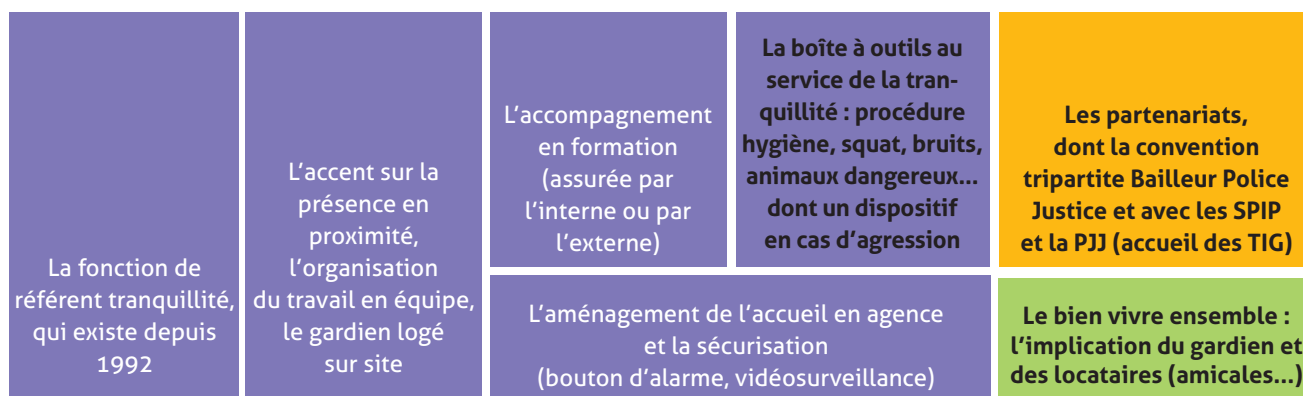 La fonction de
référent tranquillité,
qui existe depuis
1992
L’accent sur la
présence en
proximité,
l’organisation
du travail en équipe,
le gardien logé
sur site
L’accompagnement
en formation
(assurée par
l’interne ou par
l’externe)
La boîte à outils au
service de la tran-
quillité : procédure
hygiène, squat, bruits,
animaux dangereux...
dont un dispositif
en cas d’agression
L’aménagement de l’accueil en agence
et la sécurisation
(bouton d’alarme, vidéosurveillance)
Les partenariats,
dont la convention
tripartite Bailleur Police
Justice et avec les SPIP
et la PJJ (accueil des TIG)
Le bien vivre ensemble :
l’implication du gardien et
des locataires (amicales...)